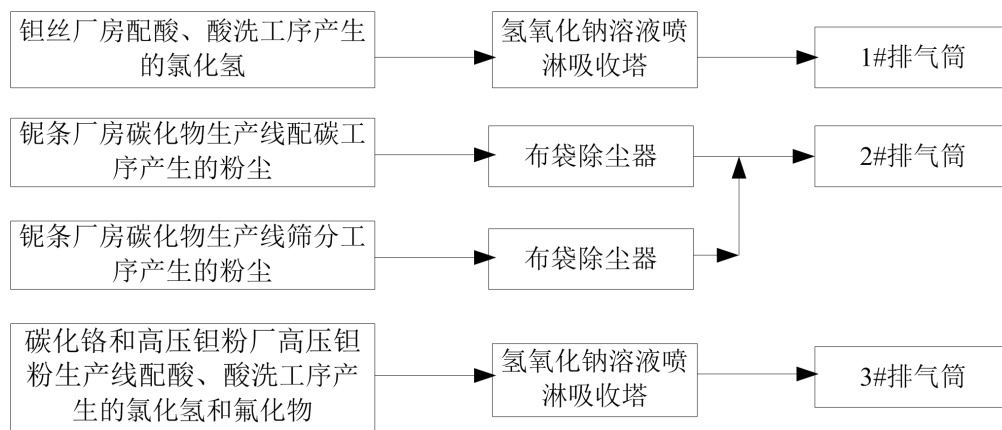 钽丝厂房配酸、酸洗工序产生
的氯化氢
氢氧化钠溶液喷
淋吸收塔
1#排气筒
铌条厂房碳化物生产线配碳工
序产生的粉尘
布袋除尘器
2#排气筒
铌条厂房碳化物生产线筛分工
序产生的粉尘
布袋除尘器
碳化铬和高压钽粉厂高压钽
粉生产线配酸、酸洗工序产
生的氯化氢和氟化物
氢氧化钠溶液喷
淋吸收塔
3#排气筒